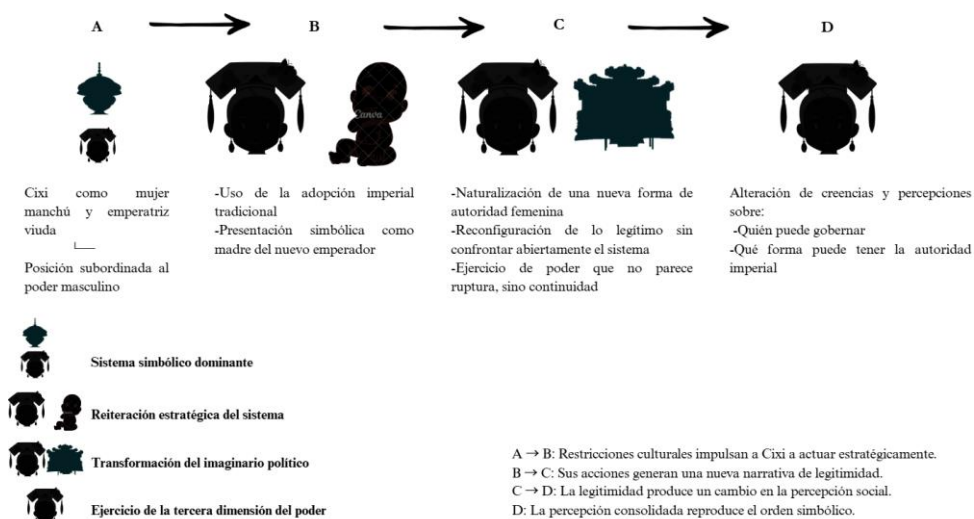 A
B
C
D
Canva
Cixi como mujer
manchú y emperatriz
viuda
Posición subordinada al
poder masculino
-Uso de la adopción imperial
tradicional
-Presentación simbólica como
madre del nuevo emperador
-Naturalización de una nueva forma de
autoridad femenina
-Reconfiguración de lo legítimo sin
confrontar abiertamente el sistema
-Ejercicio de poder que no parece
ruptura, sino continuidad
Alteración de creencias y percepciones
sobre:
-Quién puede gobernar
-Qué forma puede tener la autoridad
imperial
Sistema simbólico dominante
Reiteración estratégica del sistema
Transformación del imaginario político
Ejercicio de la tercera dimensión del poder
A → B: Restricciones culturales impulsan a Cixi a actuar estratégicamente.
B → C: Sus acciones generan una nueva narrativa de legitimidad.
C → D: La legitimidad produce un cambio en la percepción social.
D: La percepción consolidada reproduce el orden simbólico.